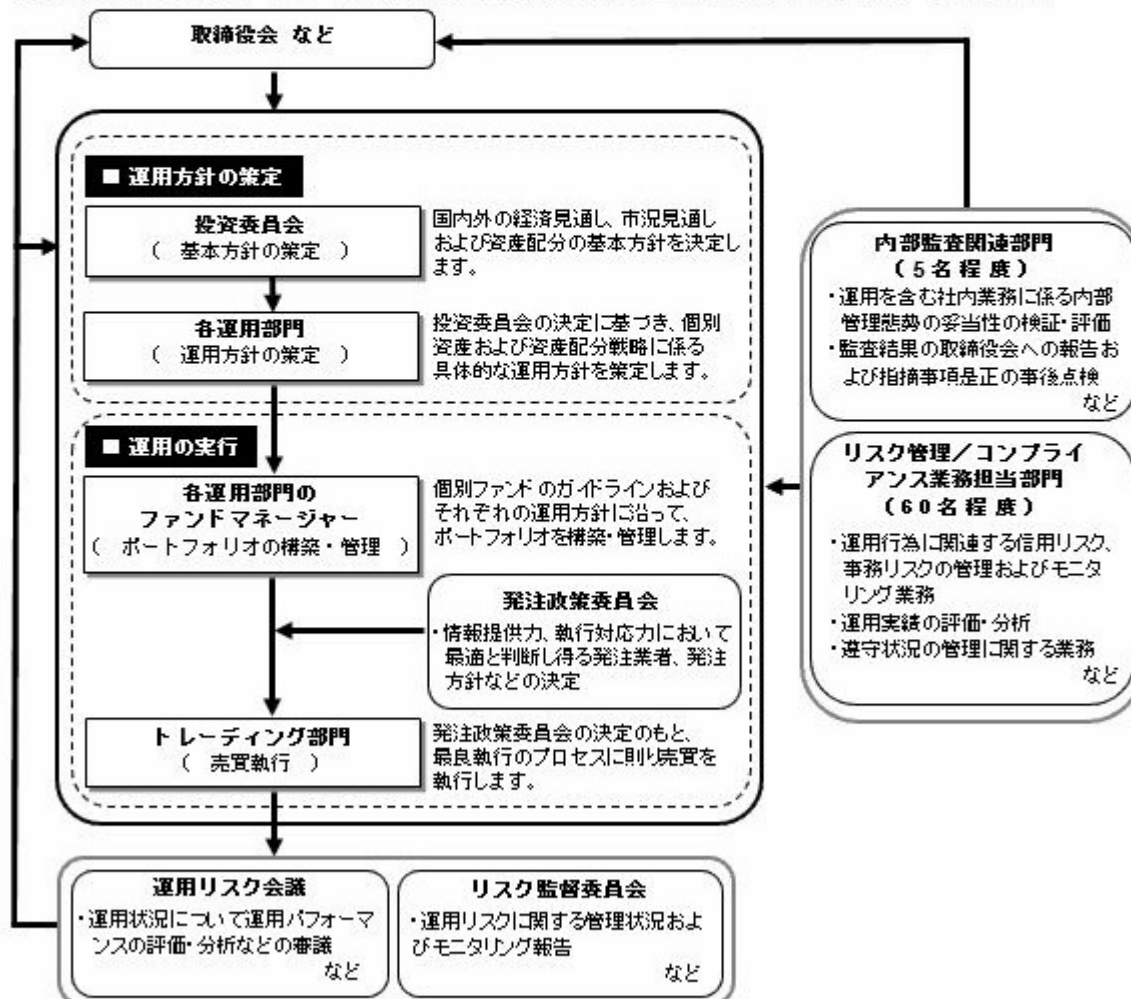 取締役会 など
■ 運用方針の策定
投資委員会
( 基本方針の策定 )
国内外の経済見通し、市況見通し
および資産配分の基本方針を決定し
ます。
各運用部門
( 運用方針の策定 )
投資委員会の決定に基づき、個別
資産および資産配分戦略に係る
具体的な運用方針を策定します。
■ 運用の実行
各運用部門の
ファンドマネージャー
( ポートフォリオの構築・管理 )
個別ファンドのガイドラインおよび
それぞれの運用方針に沿って、
ポートフォリオを構築・管理します。
発注政策委員会
・情報提供力、執行対応力において
最適と判断し得る発注業者、発注
方針などの決定
トレーディング部門
( 売買執行 )
発注政策委員会の決定のもと、
最良執行のプロセスに則り売買を
執行します。
内部監査関連部門
(5名程度)
・運用を含む社内業務に係る内部
管理態勢の妥当性の検証・評価
・監査結果の取締役会への報告お
よび指摘事項是正の事後点検
など
リスク管理/コンプライ
アンス業務担当部門
(60名程度)
・運用行為に関連する信用リスク、
事務リスクの管理およびモニタ
リング業務
・運用実績の評価・分析
・遵守状況の管理に関する業務
など
運用リスク会議
・運用状況について運用パフォーマ
ンスの評価・分析などの審議
など
リスク監督委員会
・運用リスクに関する管理状況およ
びモニタリング報告
など